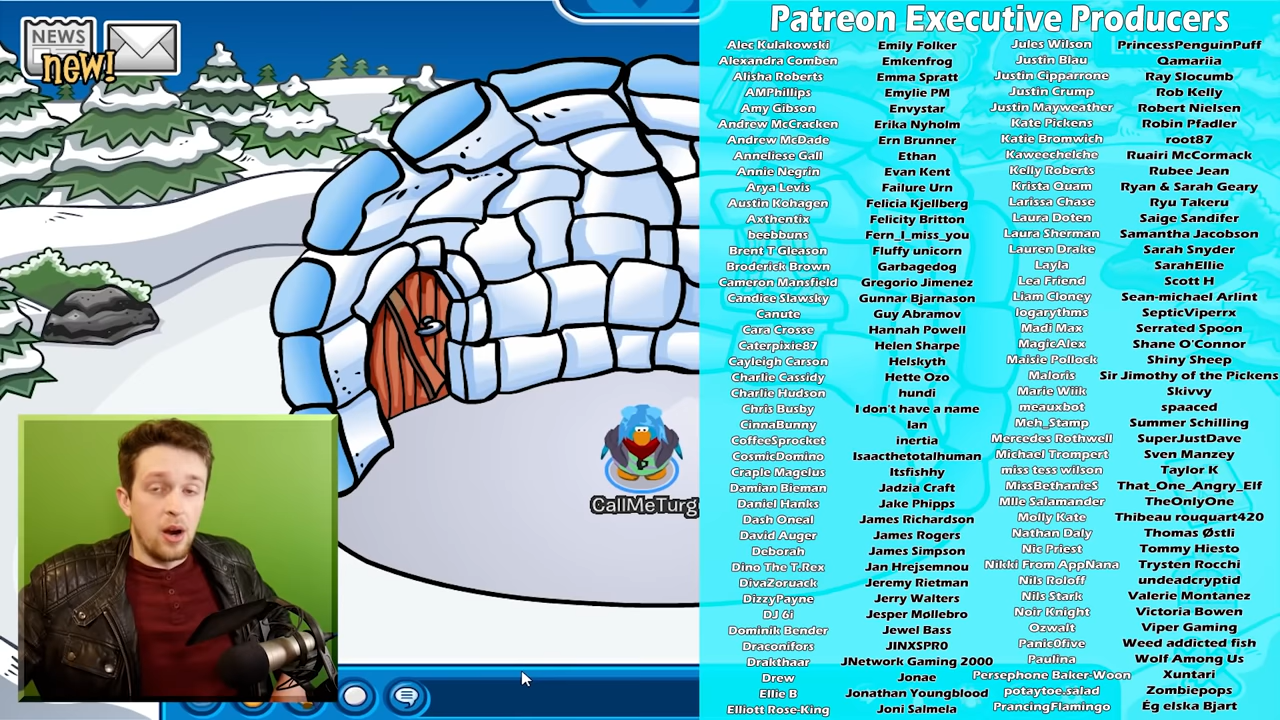 NEWS
new!
CallMeTurg
Patreon Executive Producers
Alec Kulakowski
Alexandra Comben
Alisha Roberts
AMPhillips
Amy Gibson
Andrew McCracken
Andrew McDade
Anneliese Gall
Annie Negrin
Arya Levis
Austin Kohagen
Axthentix
beebbuns
Brent T Gleason
Broderick Brown
Cameron Mansfield
Candice Slawsky
Canute
Cara Crosse
Caterpixie87
Cayleigh Carson
Charlie Cassidy
Charlie Hudson
Chris Busby
CinnaBunny
CoffeeSprocket
CosmicDomino
Craple Magelus
Damian Bieman
Daniel Hanks
Dash Oneal
David Auger
Deborah
Dino The T.Rex
DivaZoruack
DizzyPayne
DJ 6i
Dominik Bender
Draconifors
Drakthaar
Drew
Ellie B
Elliott Rose-King
Emily Folker
Emkenfrog
Emma Spratt
Emylie PM
Envystar
Erika Nyholm
Ern Brunner
Ethan
Evan Kent
Failure Urn
Felicia Kjellberg
Felicity Britton
Fern_I_miss_you
Fluffy unicorn
Garbagedog
Gregorio Jimenez
Gunnar Bjarnason
Guy Abramov
Hannah Powell
Helen Sharpe
Helskyth
Hette Ozo
hundi
I don't have a name
Ian
inertia
Isaacthetotalhuman
Itsfishhy
Jadzia Craft
Jake Phipps
James Richardson
James Rogers
James Simpson
Jan Hrejsemnou
Jeremy Rietman
Jerry Walters
Jesper Møllebro
Jewel Bass
JINXSPR0
JNetwork Gaming 2000
Jonae
Jonathan Youngblood
Joni Salmela
Jules Wilson
Justin Blau
Justin Cipparrone
Justin Crump
Justin Mayweather
Kate Pickens
Katie Bromwich
Kaweechelche
Kelly Roberts
Krista Quam
Larissa Chase
Laura Doten
Laura Sherman
Lauren Drake
Layla
Lea Friend
Liam Cloney
logarythms
Madi Max
MagicAlex
Maisie Pollock
Maloris
Marie Wiik
meauxbot
Meh_Stamp
Mercedes Rothwell
Michael Trompert
miss tess wilson
MissBethanieS
Mlle Salamander
Molly Kate
Nathan Daly
Nic Priest
Nikki From AppNana
Nils Roloff
Nils Stark
Noir Knight
Ozwalt
Panic0five
Paulina
Persephone Baker-Woon
potaytoe.salad
PrancingFlamingo
PrincessPenguinPuff
Qamariia
Ray Slocumb
Rob Kelly
Robert Nielsen
Robin Pfadler
root87
Ruairi McCormack
Rubee Jean
Ryan & Sarah Geary
Ryu Takeru
Saige Sandifer
Samantha Jacobson
Sarah Snyder
SarahEllie
Scott H
Sean-michael Arlint
SepticViperrx
Serrated Spoon
Shane O'Connor
Shiny Sheep
Sir Jimothy of the Pickens
Skivvy
spaaced
Summer Schilling
SuperJustDave
Sven Manzey
Taylor K
That_One_Angry_Elf
TheOnlyOne
Thibeau rouquart420
Thomas Østli
Tommy Hiesto
Trysten Rocchi
undeadcryptid
Valerie Montanez
Victoria Bowen
Viper Gaming
Weed addicted fish
Wolf Among Us
Xuntari
Zombiepops
Ég elska Bjart